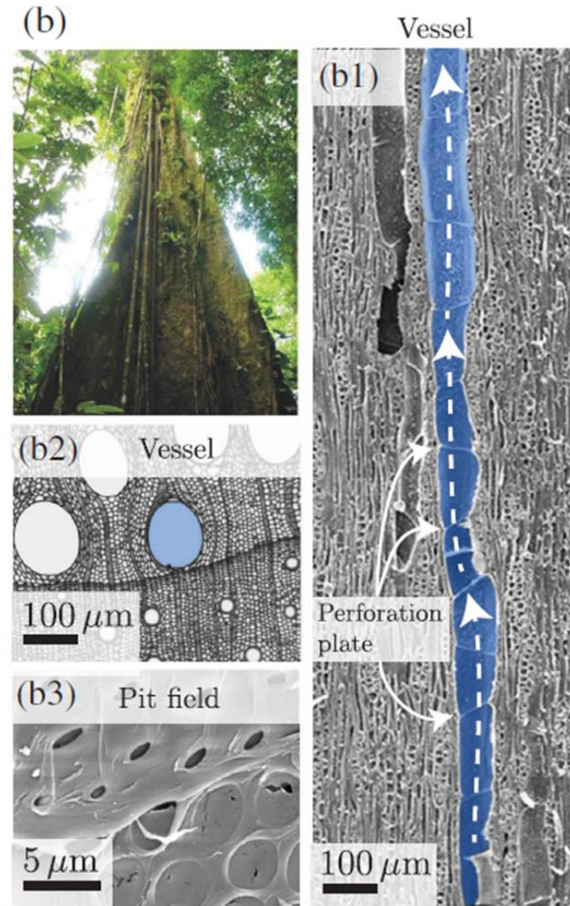 (b)
Vessel
(b1)
(b2)
Vessel
100 μm
Perforation
plate
(b3)
Pit field
5 μm
100 μm